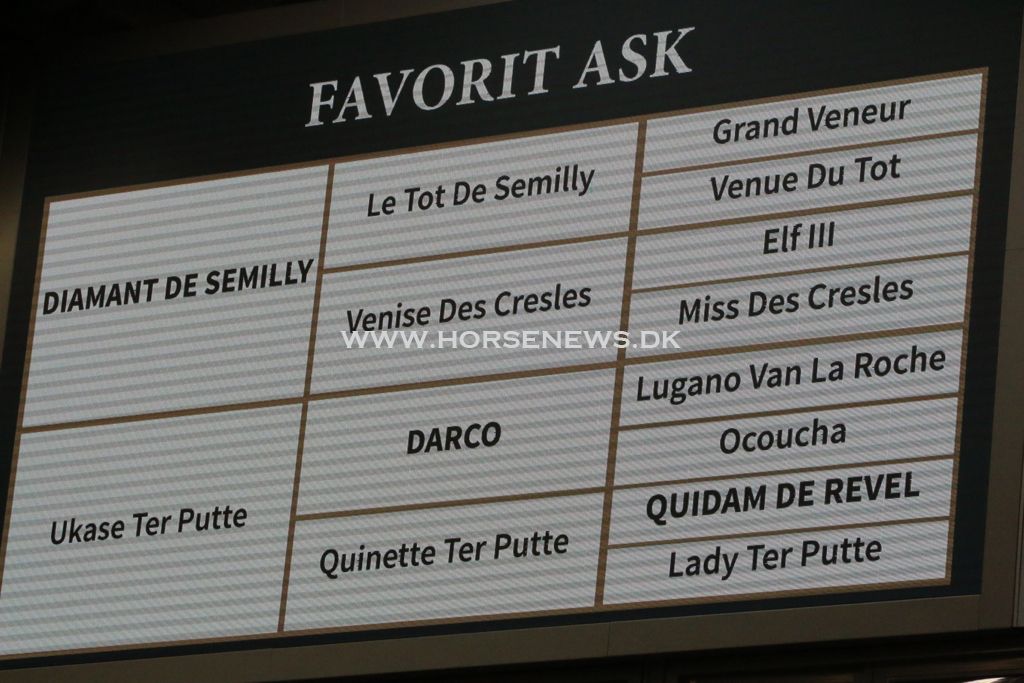 FAVORIT ASK
DIAMANT DE SEMILLY
Le Tot De Semilly
Grand Veneur
Venue Du Tot
Venise Des Cresles
Elf III
Miss Des Cresles
WWW.HORSENEWS.DK
Ukase Ter Putte
DARCO
Lugano Van La Roche
Ocoucha
Quinette Ter Putte
QUIDAM DE REVEL
Lady Ter Putte